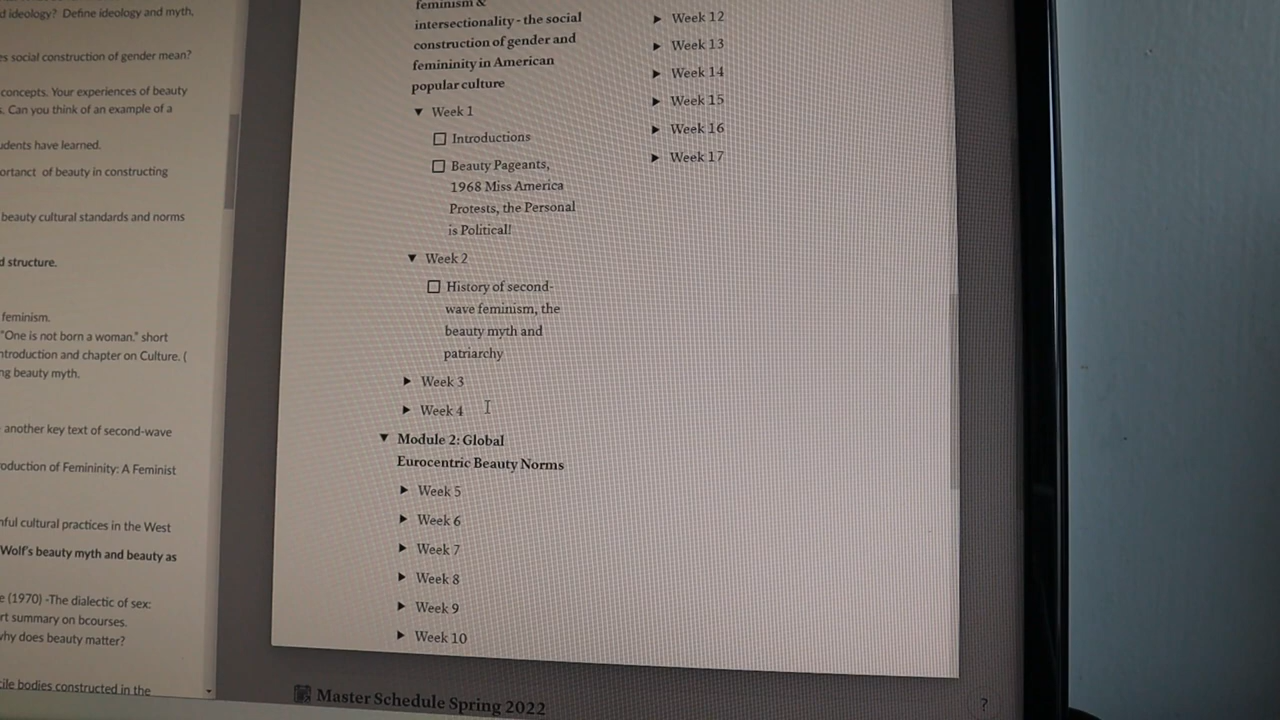 d ideology? Define ideology and myth,
es social construction of gender mean?
concepts. Your experiences of beauty
s. Can you think of an example of a
udents have learned.
ortanct of beauty in constructing
beauty cultural standards and norms
d structure.
feminism.
"One is not born a woman." short
ntroduction and chapter on Culture. (
ng beauty myth.
another key text of second-wave
oduction of Femininity: A Feminist
nful cultural practices in the West
Wolf's beauty myth and beauty as
e (1970) -The dialectic of sex:
rt summary on bcourses.
why does beauty matter?
cile bodies constructed in the
feminism &
intersectionality - the social
construction of gender and
femininity in American
popular culture
Week 1
Introductions
Beauty Pageants,
1968 Miss America
Protests, the Personal
is Political!
Week 2
History of second-
wave feminism, the
beauty myth and
patriarchy
Week 3
Week 4
Module 2: Global
Eurocentric Beauty Norms
Week 5
Week 6
Week 7
Week 8
Week 9
Week 10
Week 12
Week 13
Week 14
Week 15
Week 16
Week 17
Master Schedule Spring 2022
?